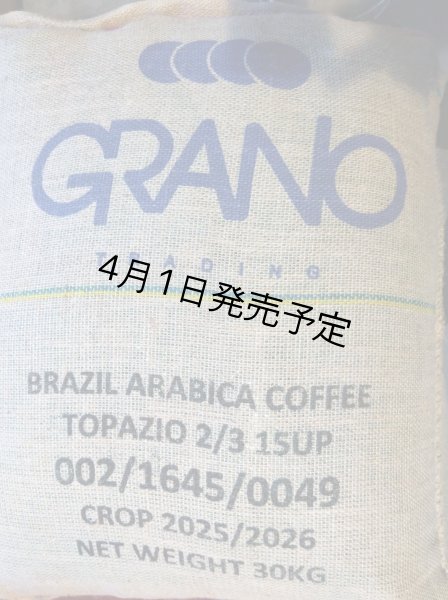 GRANO
TRADING
4月1日発売予定
BRAZIL ARABICA COFFEE
TOPAZIO 2/3 15UP
002/1645/0049
CROP 2025/2026
NET WEIGHT 30KG